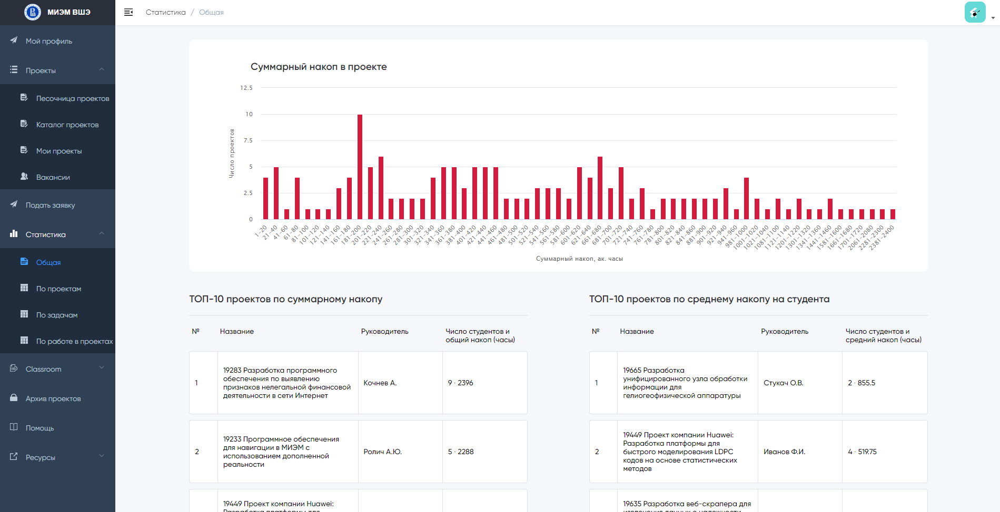 МИЭМ ВШЭ
Мой профиль
Проекты
Песочница проектов
Каталог проектов
Мои проекты
Вакансии
Подать заявку
Статистика
Общая
По проектам
По задачам
По работе в проектах
Classroom
Архив проектов
Помощь
Ресурсы
Статистика / Общая
Суммарный накоп в проекте
Число проектов
12.5
10
7.5
5
2.5
0
1-20
21-40
41-60
61-80
81-100
101-120
121-140
141-160
161-180
181-200
201-220
221-240
241-260
261-280
281-300
301-320
321-340
341-360
361-380
381-400
401-420
421-440
441-460
461-480
481-500
501-520
521-540
541-560
561-580
581-600
601-620
621-640
661-680
681-700
701-720
721-740
741-760
761-780
781-800
801-820
821-840
841-860
881-900
901-920
921-940
941-960
981-1000
1001-1020
1021-1040
1081-1100
1121-1140
1201-1220
1301-1320
1341-1360
1441-1460
1581-1600
1661-1680
1701-1720
2061-2080
2281-2300
2381-2400
Суммарный накоп, ак. часы
ТОП-10 проектов по суммарному накопу
№
Название
Руководитель
Число студентов и
общий накоп (часы)
1
19283 Разработка программного
обеспечения по выявлению
признаков нелегальной финансовой
деятельности в сети Интернет
Кочнев А.
9 · 2396
2
19233 Программное обеспечения
для навигации в МИЭМ с
использованием дополненной
реальности
Ролич А.Ю.
5 · 2288
19449 Проект компании Huawei:
Разработка платформы для
ТОП-10 проектов по среднему накопу на студента
№
Название
Руководитель
Число студентов и
средний накоп (часы)
1
19665 Разработка
унифицированного узла обработки
информации для
гелиогеофизической аппаратуры
Стукач О.В.
2 · 855.5
2
19449 Проект компании Huawei:
Разработка платформы для
быстрого моделирования LDPC
кодов на основе статистических
методов
Иванов Ф.И.
4 · 519.75
19635 Разработка веб-скрапера для
извлечения данных о надежности